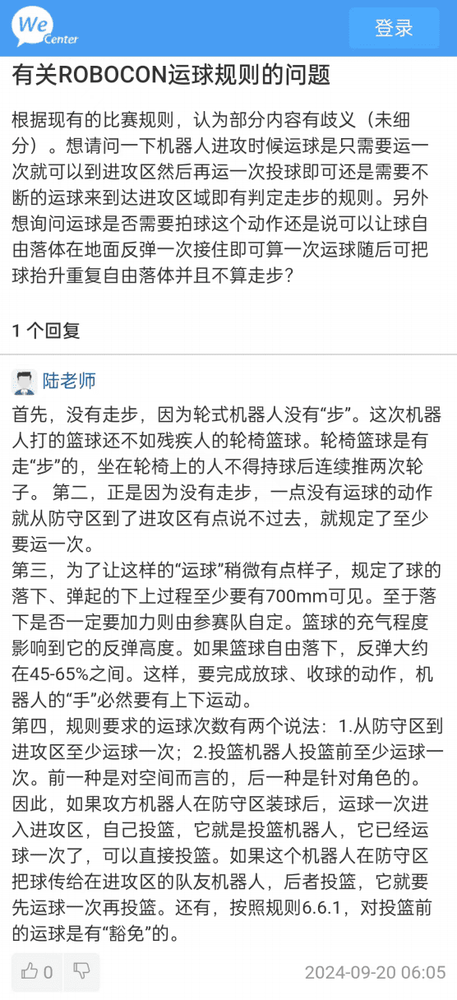 We
Center
登录
有关ROBOCON运球规则的问题
根据现有的比赛规则，认为部分内容有歧义（未细
分）。想请问一下机器人进攻时候运球是只需要运一
次就可以到进攻区然后再运一次投球即可还是需要不
断的运球来到达进攻区域即有判定走步的规则。另外
想询问运球是否需要拍球这个动作还是说可以让球自
由落体在地面反弹一次接住即可算一次运球随后可把
球抬升重复自由落体并且不算走步？
1 个回复
陆老师
首先，没有走步，因为轮式机器人没有“步”。这次机器
人打的篮球还不如残疾人的轮椅篮球。轮椅篮球是有
走“步”的，坐在轮椅上的人不得持球后连续推两次轮
子。 第二，正是因为没有走步，一点没有运球的动作
就从防守区到了进攻区有点说不过去，就规定了至少
要运一次。
第三，为了让这样的“运球”稍微有点样子，规定了球的
落下、弹起的下上过程至少要有700mm可见。至于落
下是否一定要加力则由参赛队自定。篮球的充气程度
影响到它的反弹高度。如果篮球自由落下，反弹大约
在45-65%之间。这样，要完成放球、收球的动作，机
器人的“手”必然要有上下运动。
第四，规则要求的运球次数有两个说法：1.从防守区到
进攻区至少运球一次；2.投篮机器人投篮前至少运球一
次。前一种是对空间而言的，后一种是针对角色的。
因此，如果攻方机器人在防守区装球后，运球一次进
入进攻区，自己投篮，它就是投篮机器人，它已经运
球一次了，可以直接投篮。如果这个机器人在防守区
把球传给在进攻区的队友机器人，后者投篮，它就要
先运球一次再投篮。还有，按照规则6.6.1，对投篮前
的运球是有“豁免”的。
0
2024-09-20 06:05